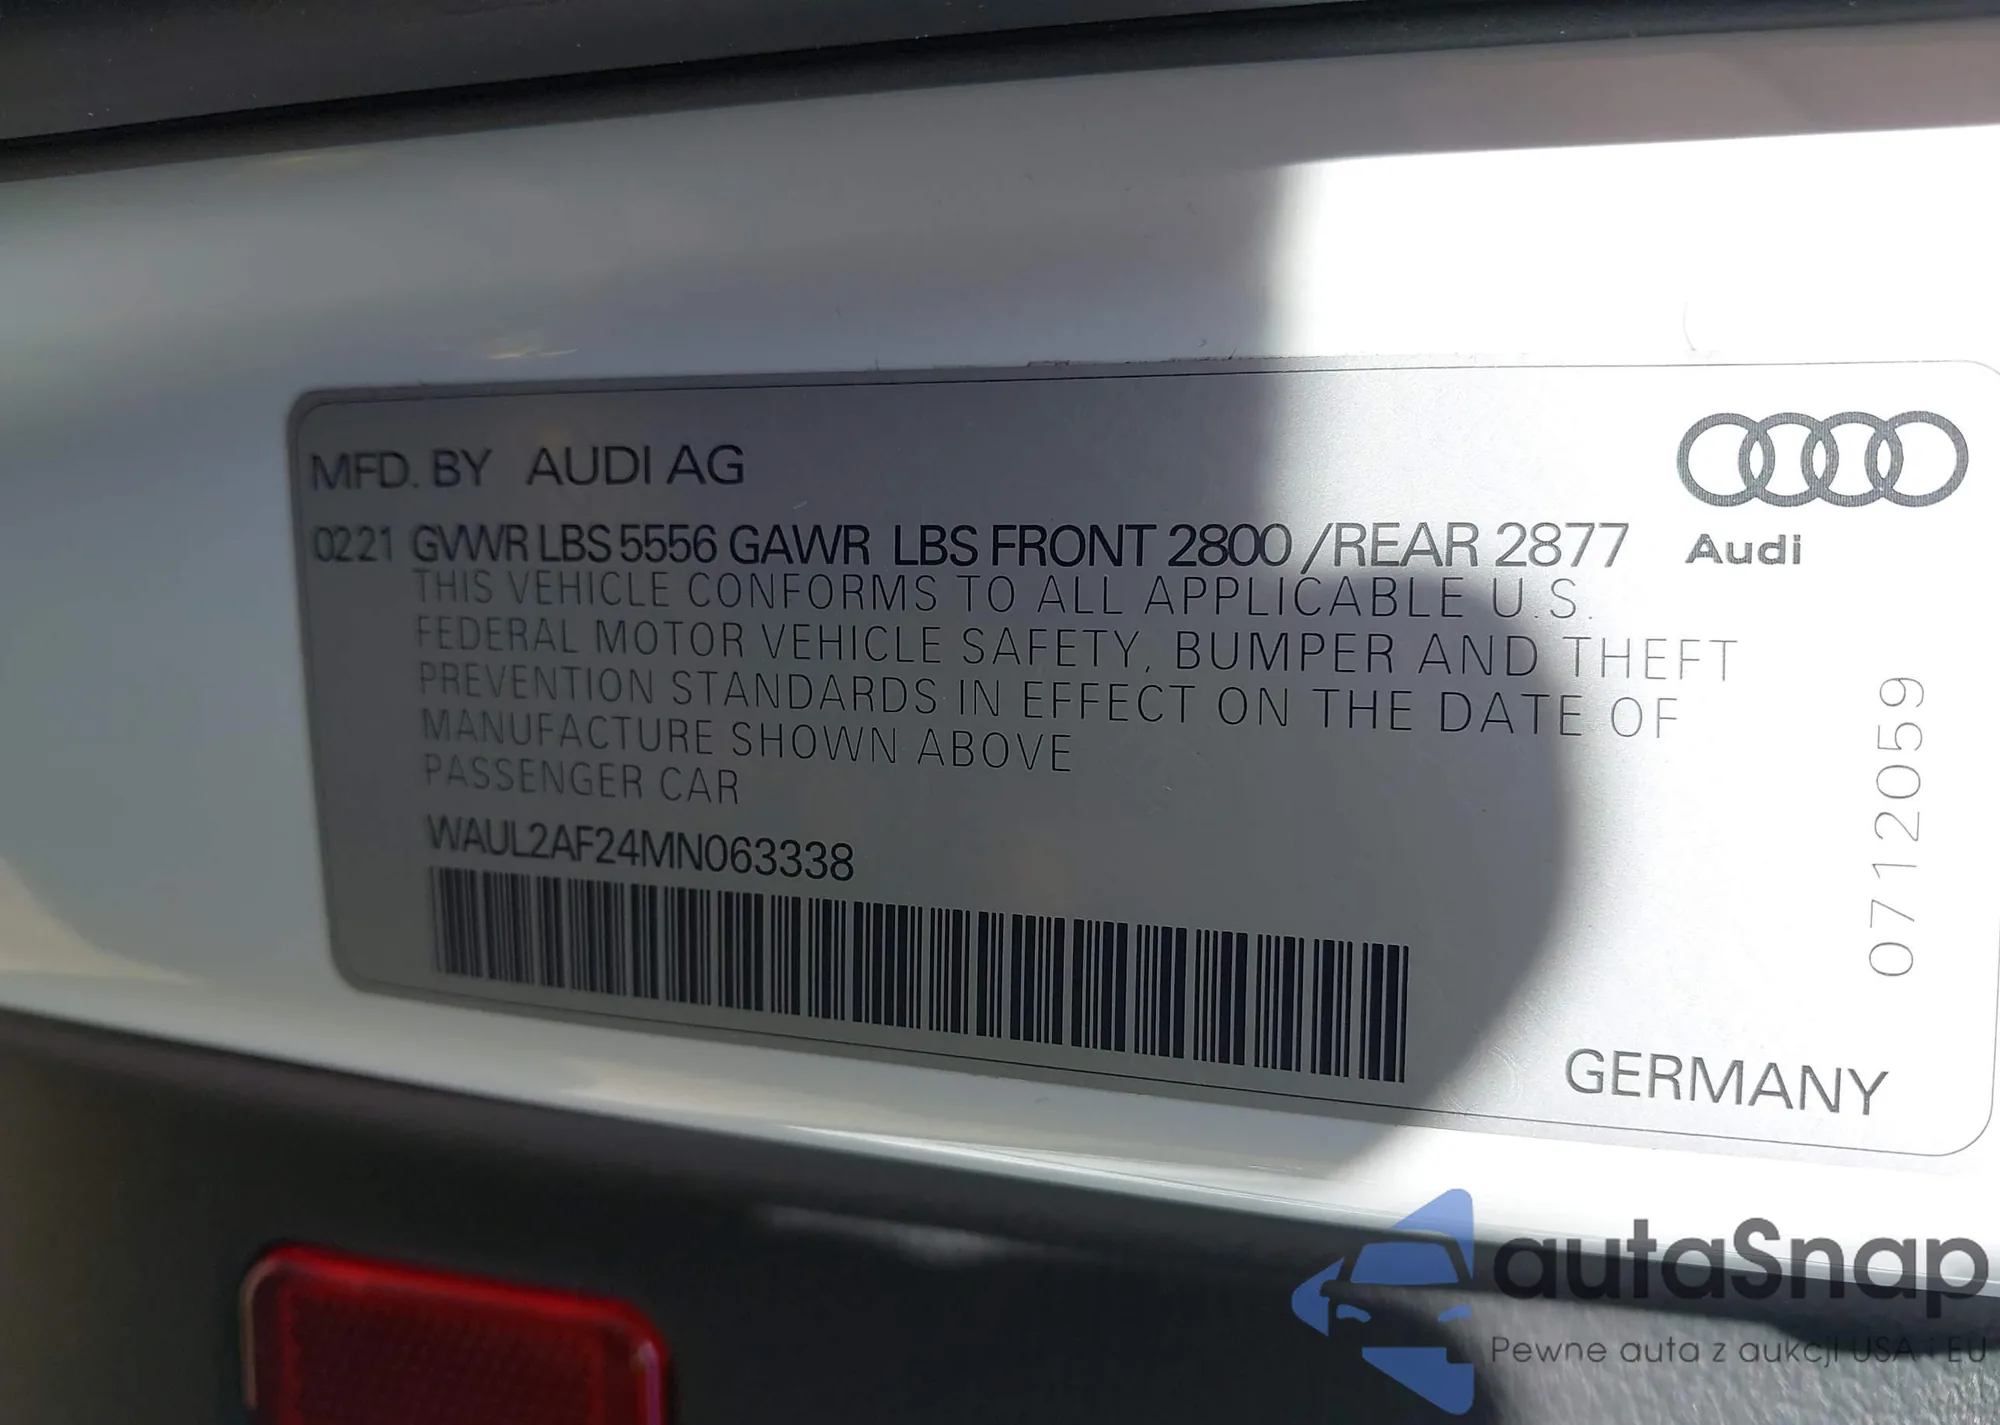 MFD. BY AUDI AG
02 21 GVWR LBS 5556 GAWR LBS FRONT 2800 /REAR 2877
Audi
THIS VEHICLE CONFORMS TO ALL APPLICABLE U.S.
FEDERAL MOTOR VEHICLE SAFETY, BUMPER AND THEFT
PREVENTION STANDARDS IN EFFECT ON THE DATE OF
MANUFACTURE SHOWN ABOVE
PASSENGER CAR
WAUL2AF24MN063338
0712059
GERMANY
autaSnap
Pewne auta z aukcji USA i EU